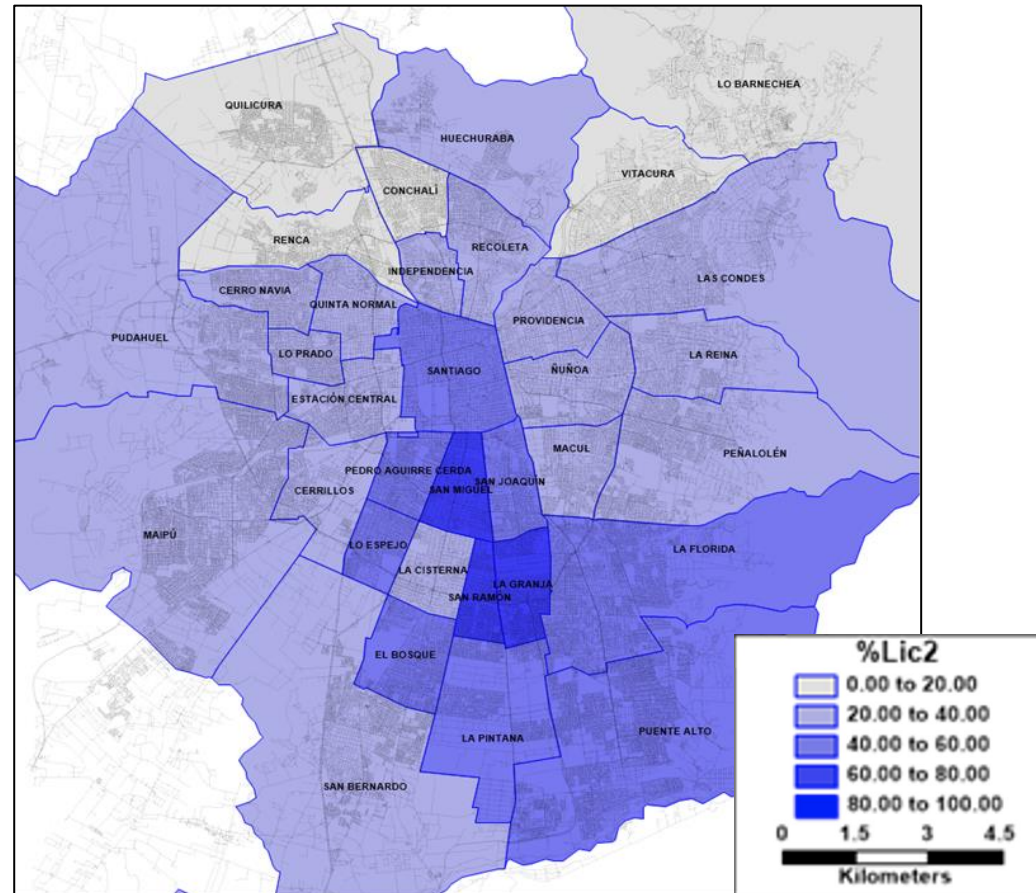 LO BARNECHEA
QUILICURA
HUECHURABA
VITACURA
CONCHALÍ
RENCA
RECOLETA
INDEPENDENCIA
LAS CONDES
CERRO NAVIA
QUINTA NORMAL
PROVIDENCIA
PUDAHUEL
LO PRADO
LA REINA
SANTIAGO
ÑUÑOA
ESTACIÓN CENTRAL
MACUL
PEÑALOLÉN
PEDRO AGUIRRE CERDA
SAN JOAQUÍN
SAN MIGUEL
CERRILLOS
MAIPÚ
LO ESPEJO
LA FLORIDA
LA CISTERNA
LA GRANJA
SAN RAMÓN
EL BOSQUE
PUENTE ALTO
LA PINTANA
SAN BERNARDO
%Lic2
0.00 to 20.00
20.00 to 40.00
40.00 to 60.00
60.00 to 80.00
80.00 to 100.00
0 1.5 3 4.5
Kilometers